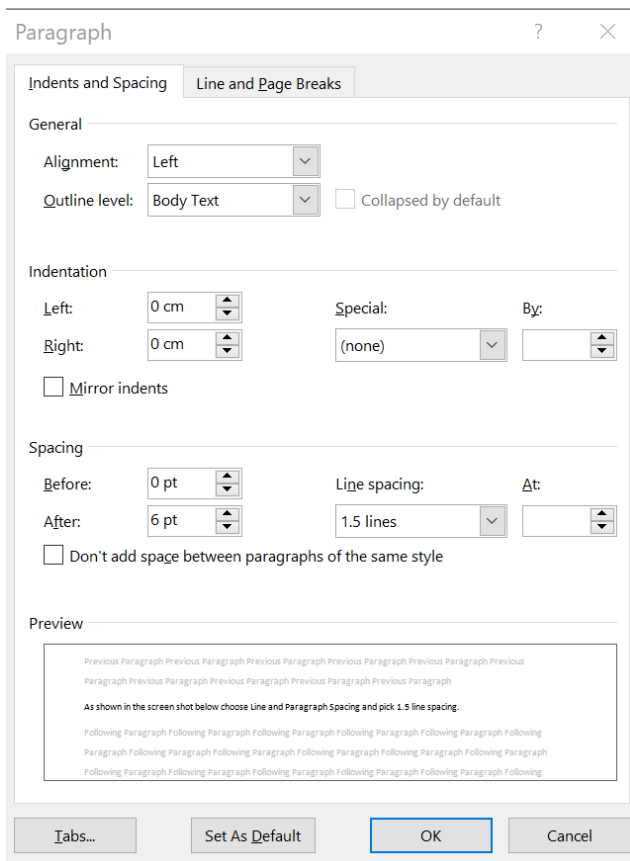 Paragraph ?
Indents and Spacing Line and Page Breaks
General
Alignment: Left
Outline level: Body Text Collapsed by default
Indentation
Left: 0 cm Special: By:
Right: 0 cm (none)
Mirror indents
Spacing
Before: 0 pt Line spacing: At:
After: 6 pt 1.5 lines
Don't add space between paragraphs of the same style
Preview
Previous Paragraph Previous Paragraph Previous Paragraph Previous Paragraph Previous Paragraph Previous
Paragraph Previous Paragraph Previous Paragraph Previous Paragraph Previous Paragraph
As shown in the screen shot below choose Line and Paragraph Spacing and pick 1.5 line spacing.
Following Paragraph Following Paragraph Following Paragraph Following Paragraph Following Paragraph Following
Paragraph Following Paragraph Following Paragraph Following Paragraph Following Paragraph Following Paragraph
Following Paragraph Following Paragraph Following Paragraph Following Paragraph Following Paragraph Following
Tabs... Set As Default OK Cancel